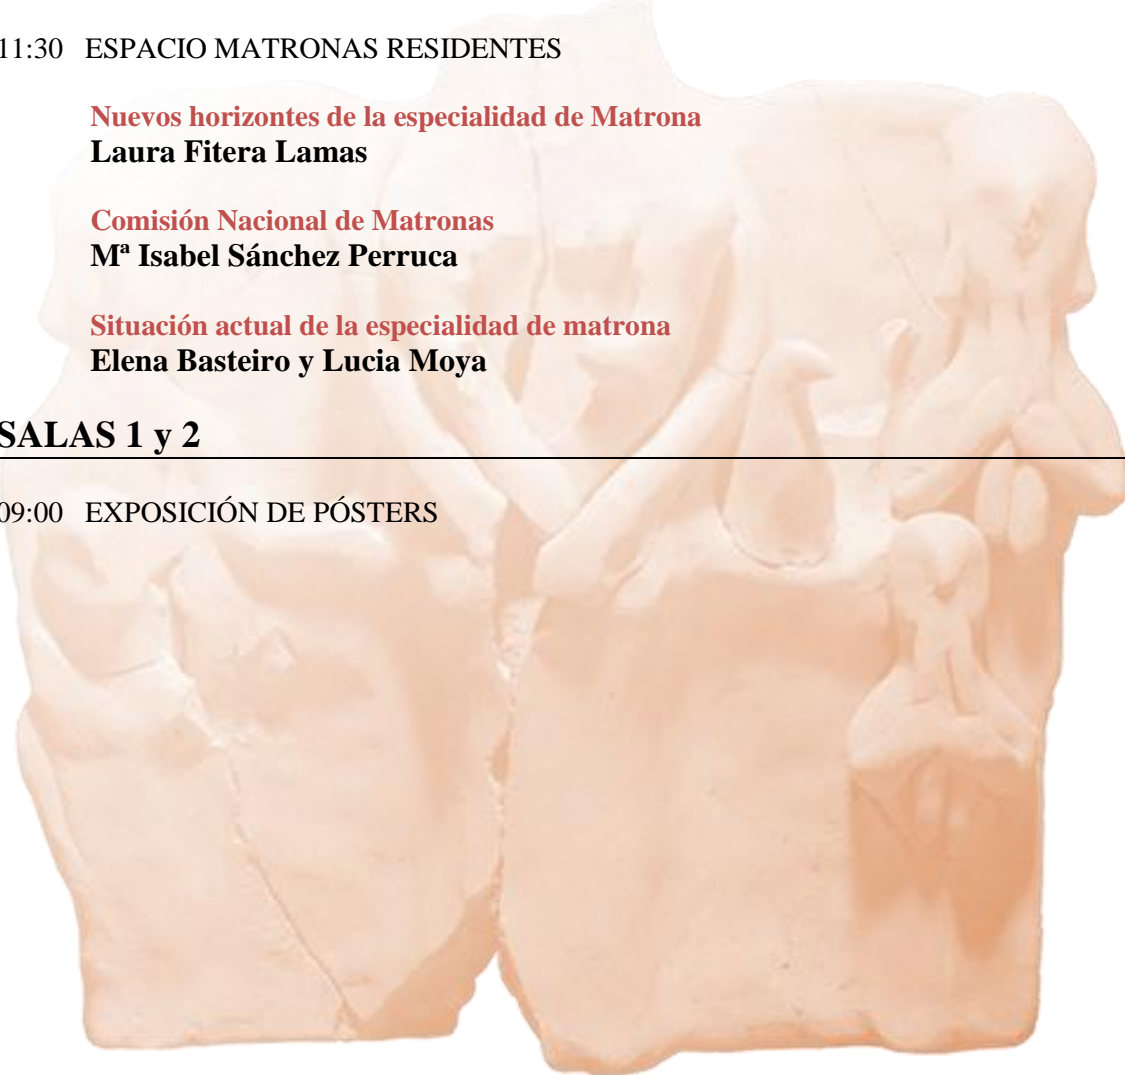 11:30 ESPACIO MATRONAS RESIDENTES
Nuevos horizontes de la especialidad de Matrona
Laura Fitera Lamas
Comisión Nacional de Matronas
Mª Isabel Sánchez Perruca
Situación actual de la especialidad de matrona
Elena Basteiro y Lucia Moya
SALAS 1 y 2
09:00 EXPOSICIÓN DE PÓSTERS